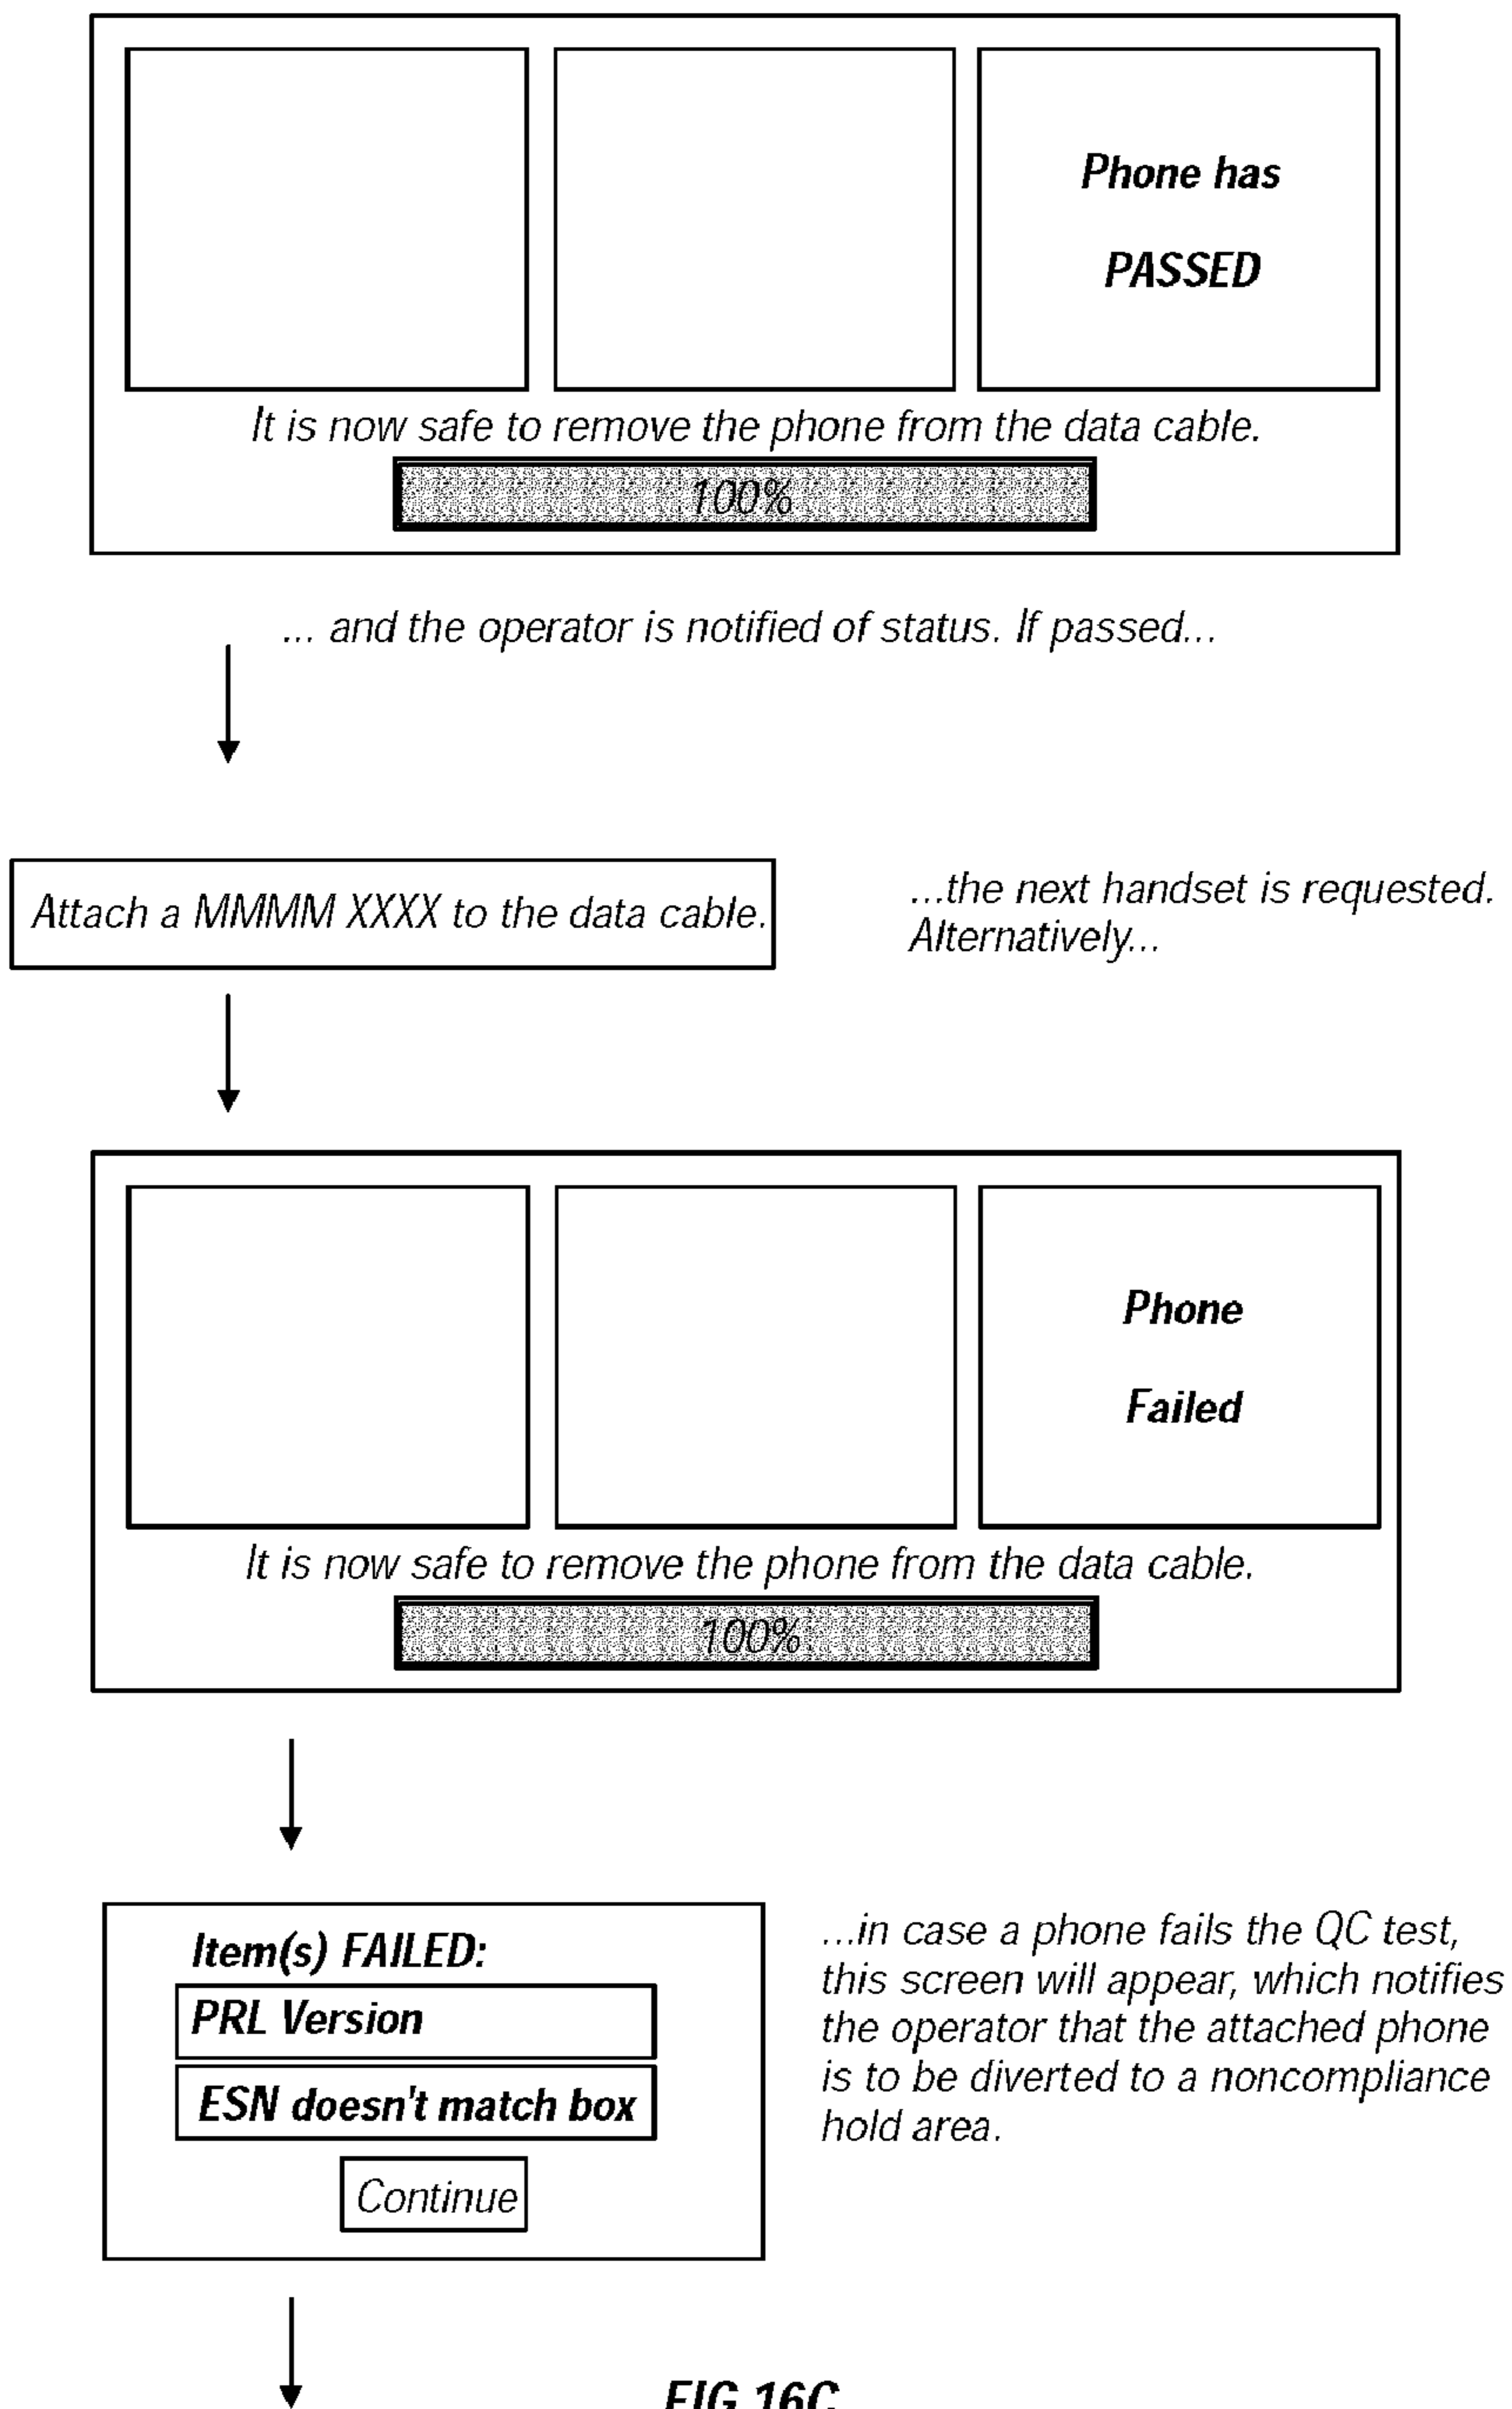 Phone has
PASSED
It is now safe to remove the phone from the data cable.
100%
... and the operator is notified of status. If passed...
Attach a MMMM XXXX to the data cable.
...the next handset is requested.
Alternatively...
Phone
Failed
It is now safe to remove the phone from the data cable.
100%
Item(s) FAILED:
PRL Version
ESN doesn't match box
Continue
...in case a phone fails the QC test,
this screen will appear, which notifies
the operator that the attached phone
is to be diverted to a noncompliance
hold area.
FIG 16C